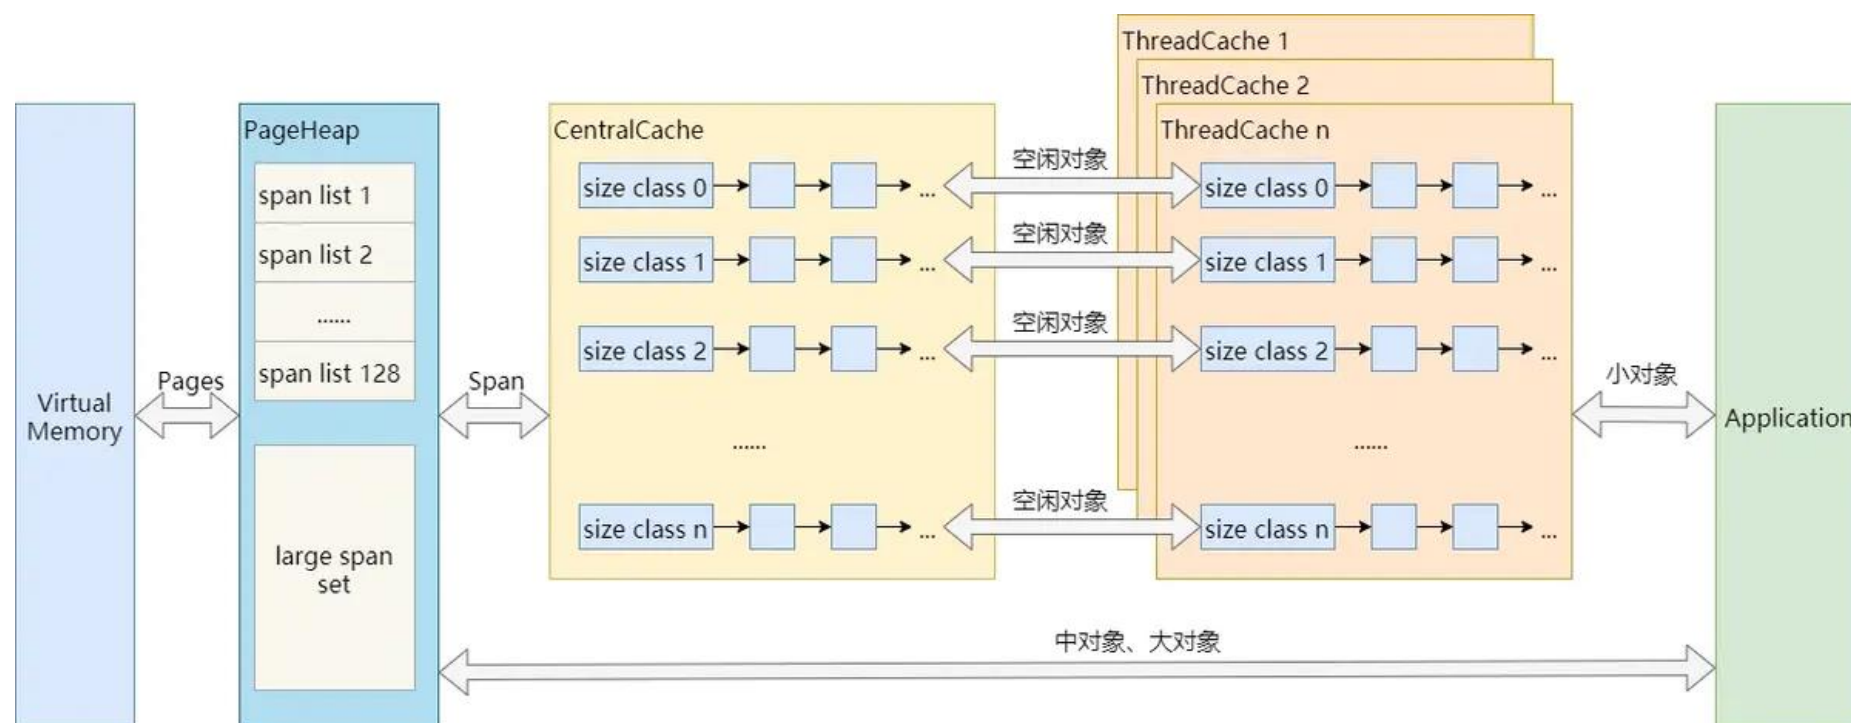 Virtual
Memory
Pages
PageHeap
span list 1
span list 2
......
span list 128
large span
set
Span
CentralCache
size class 0
...
size class 1
...
size class 2
...
......
size class n
...
空闲对象
空闲对象
空闲对象
空闲对象
ThreadCache 1
ThreadCache 2
ThreadCache n
size class 0
...
size class 1
...
size class 2
...
......
size class n
...
小对象
Application
中对象、大对象